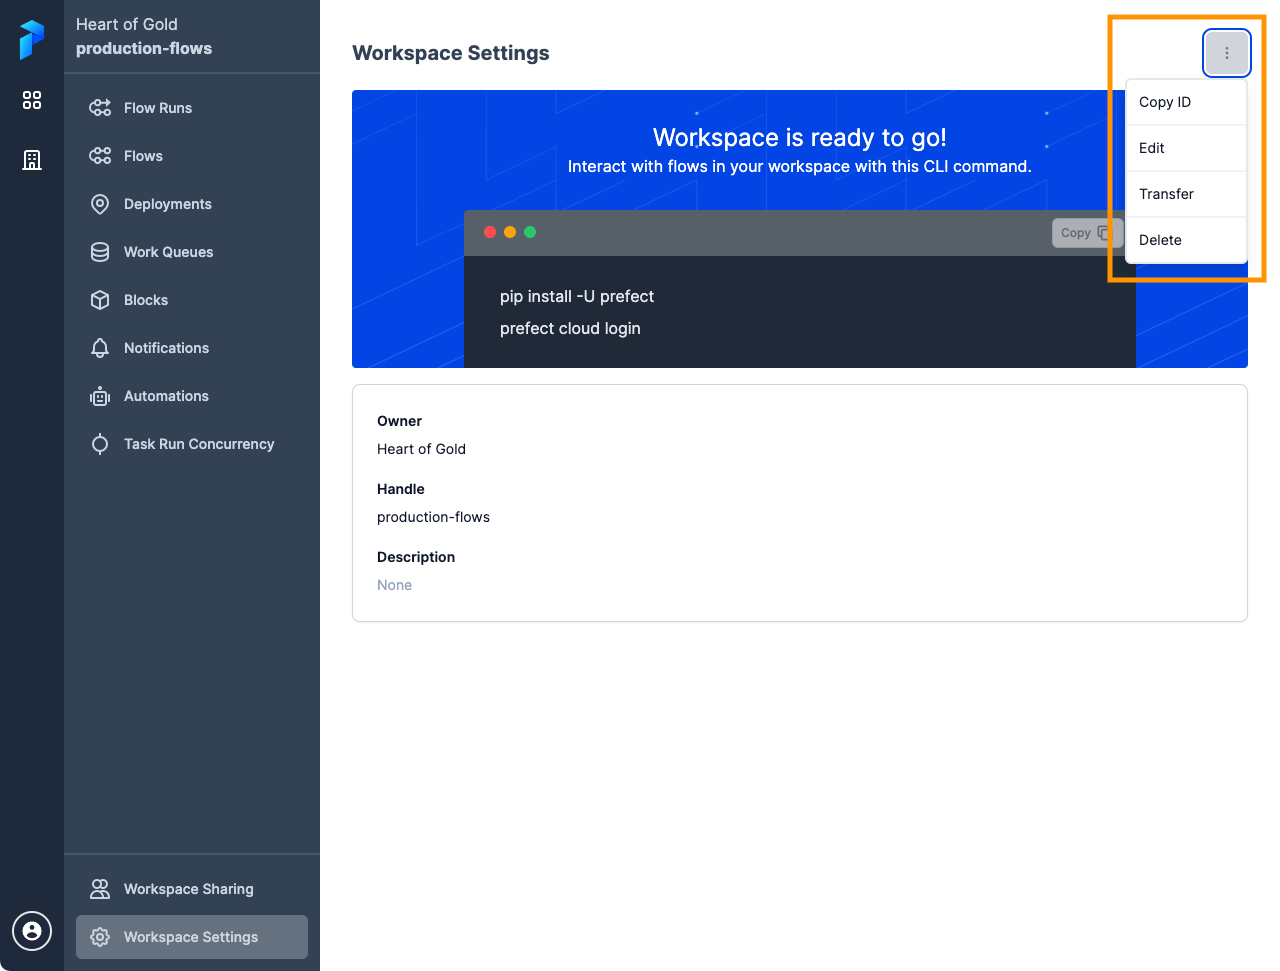 Heart of Gold
production-flows
Flow Runs
Flows
Deployments
Work Queues
Blocks
Notifications
Automations
Task Run Concurrency
Workspace Sharing
Workspace Settings
Workspace Settings
Copy ID
Edit
Transfer
Delete
Workspace is ready to go!
Interact with flows in your workspace with this CLI command.
Copy
pip install -U prefect
prefect cloud login
Owner
Heart of Gold
Handle
production-flows
Description
None